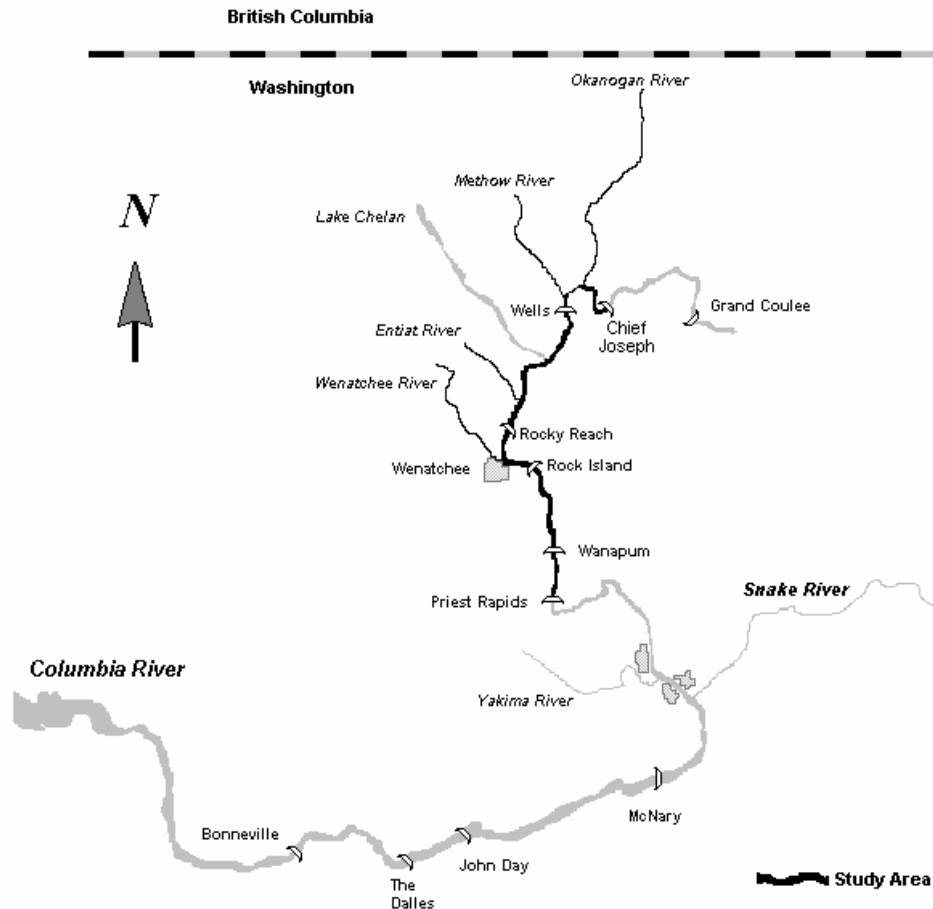 British Columbia
Washington
Okanogan River
Methow River
N
Lake Chelan
Wells
Grand Coulee
Chief
Joseph
Entiat River
Wenatchee River
Rocky Reach
Wenatchee
Rock Island
Wanapum
Snake River
Priest Rapids
Columbia River
Yakima River
McNary
Bonneville
John Day
The
Dalles
Study Area